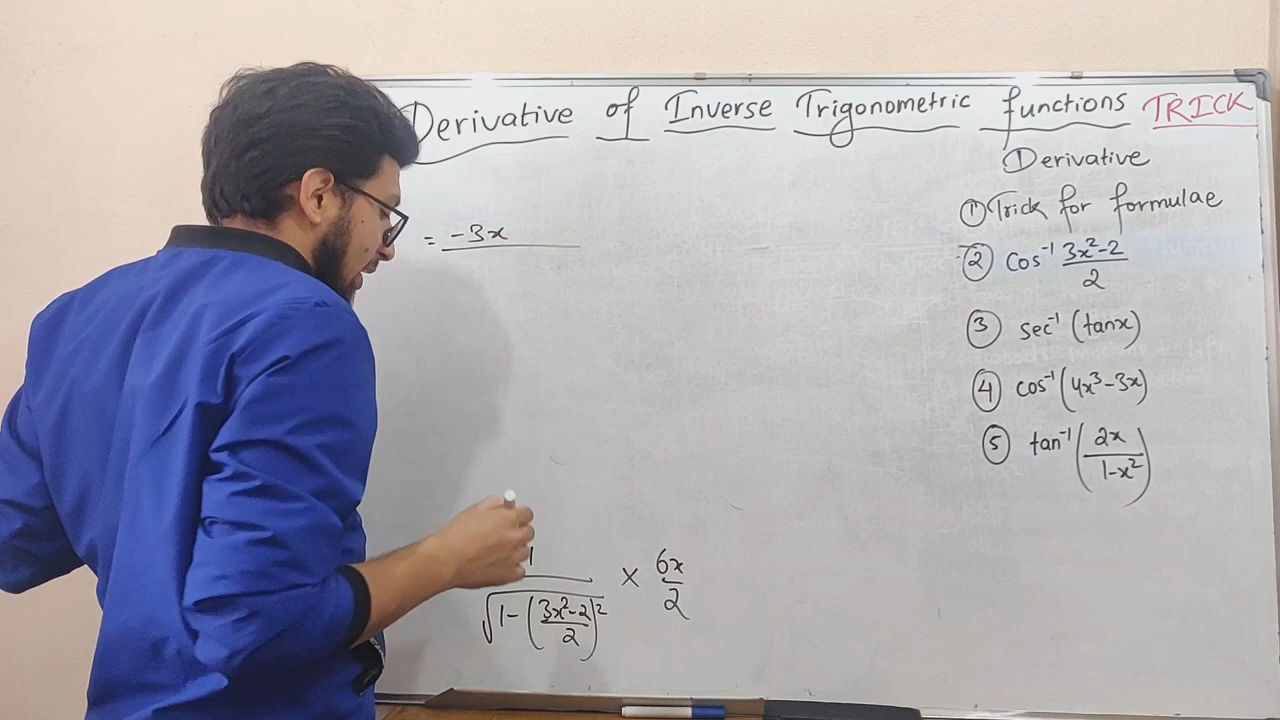 Derivative of Inverse Trigonometric functions TRICK
Derivative
① Trick for formulae
② Cos⁻¹ (3x²-2)/2
③ sec⁻¹ (tanx)
④ cos⁻¹ (4x³-3x)
⑤ tan⁻¹ (2x/(1-x²))
= -3x
1/√(1-((3x²-2)/2)²) × 6x/2